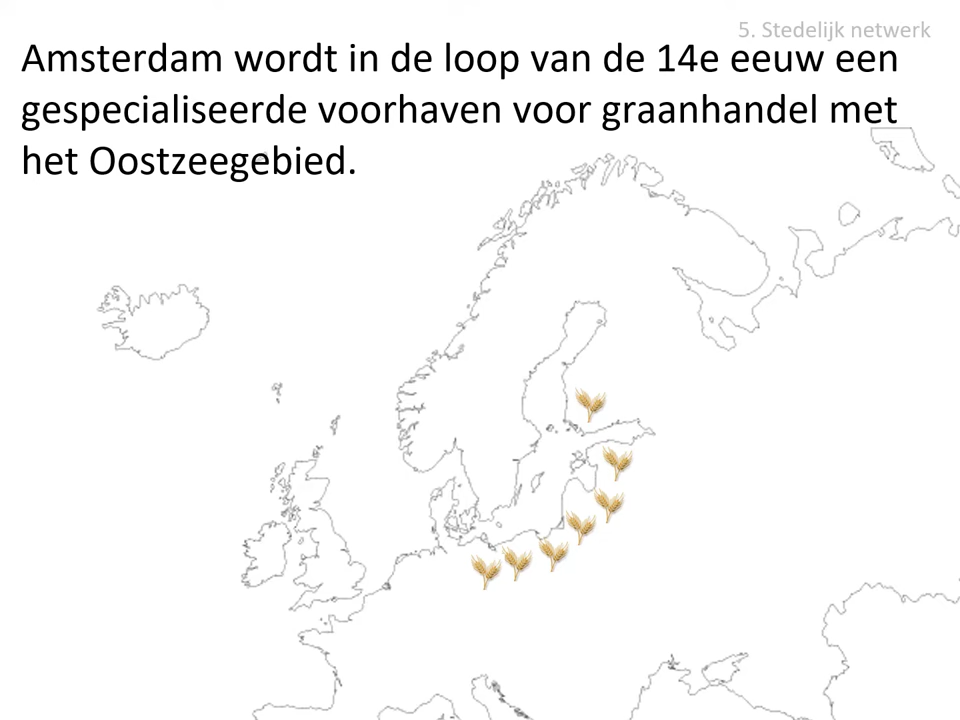 5. Stedelijk netwerk
Amsterdam wordt in de loop van de 14e eeuw een
gespecialiseerde voorhaven voor graanhandel met
het Oostzeegebied.